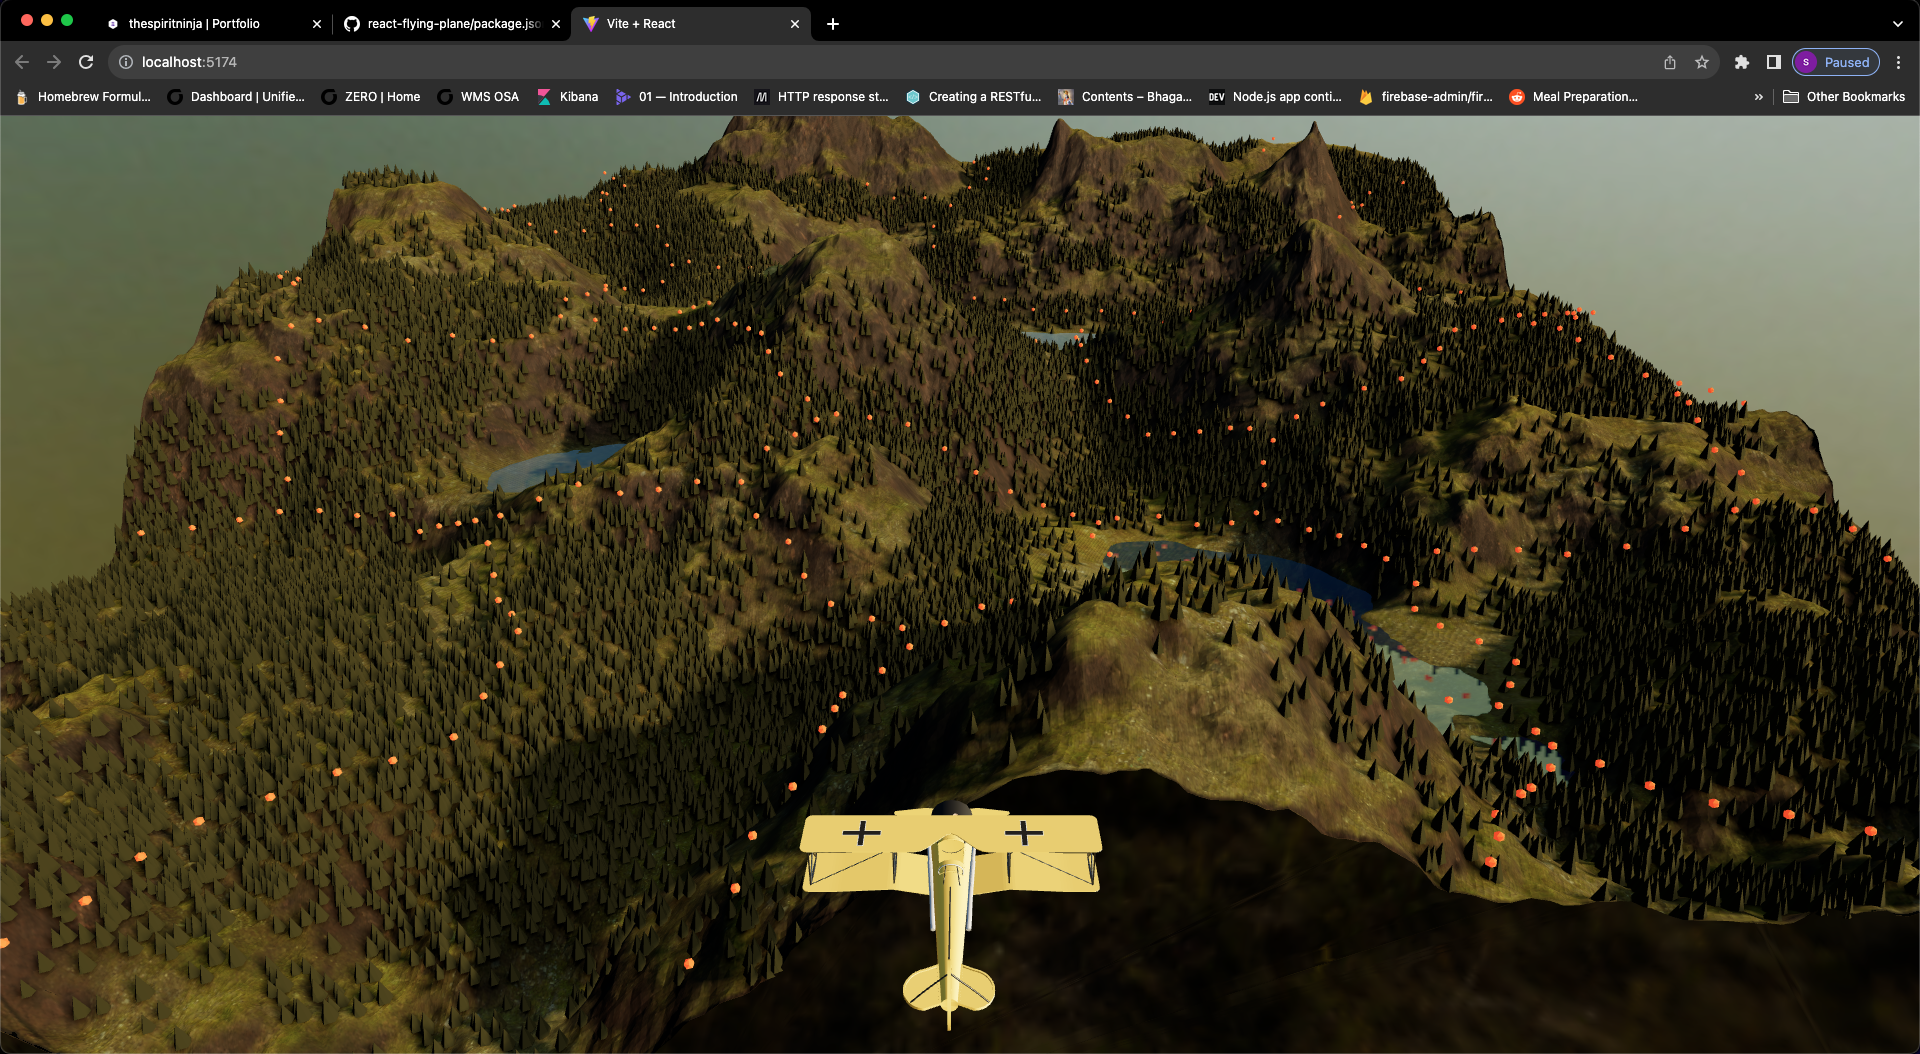 thespiritninja | Portfolio
react-flying-plane/package.jso
Vite + React
localhost:5174
S
Paused
Homebrew Formul...
Dashboard | Unifie...
ZERO | Home
WMS OSA
Kibana
01 — Introduction
HTTP response st...
Creating a RESTfu...
Contents – Bhaga...
DEV
Node.js app conti...
firebase-admin/fir...
Meal Preparation...
»
Other Bookmarks